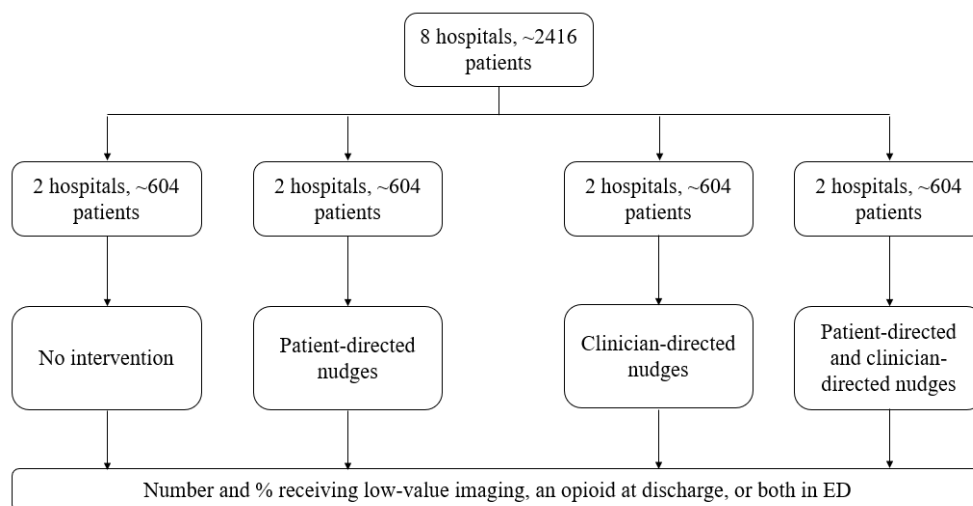 8 hospitals, ~2416
patients
2 hospitals, ~604
patients
2 hospitals, ~604
patients
2 hospitals, ~604
patients
2 hospitals, ~604
patients
No intervention
Patient-directed
nudges
Clinician-directed
nudges
Patient-directed
and clinician-
directed nudges
Number and % receiving low-value imaging, an opioid at discharge, or both in ED